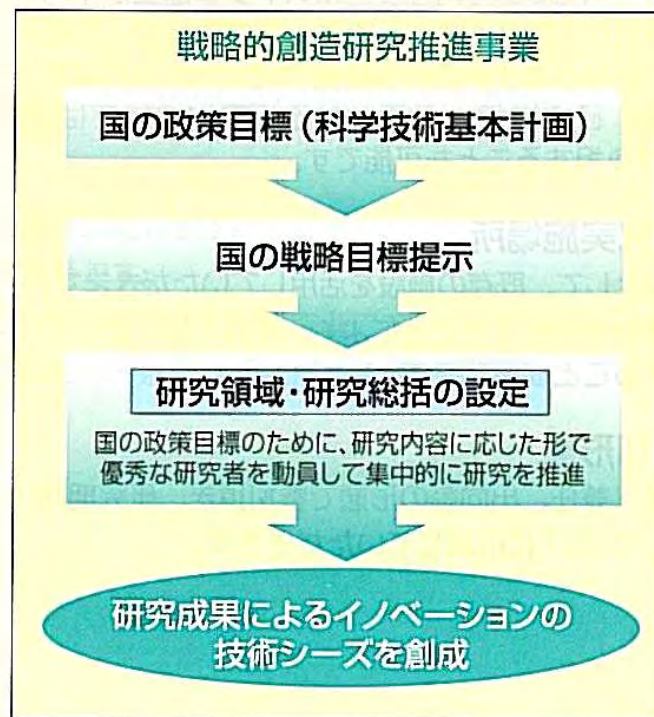 戦略的創造研究推進事業
国の政策目標（科学技術基本計画）
国の戦略目標提示
研究領域・研究総括の設定
国の政策目標のために、研究内容に応じた形で
優秀な研究者を動員して集中的に研究を推進
研究成果によるイノベーションの
技術シーズを創成